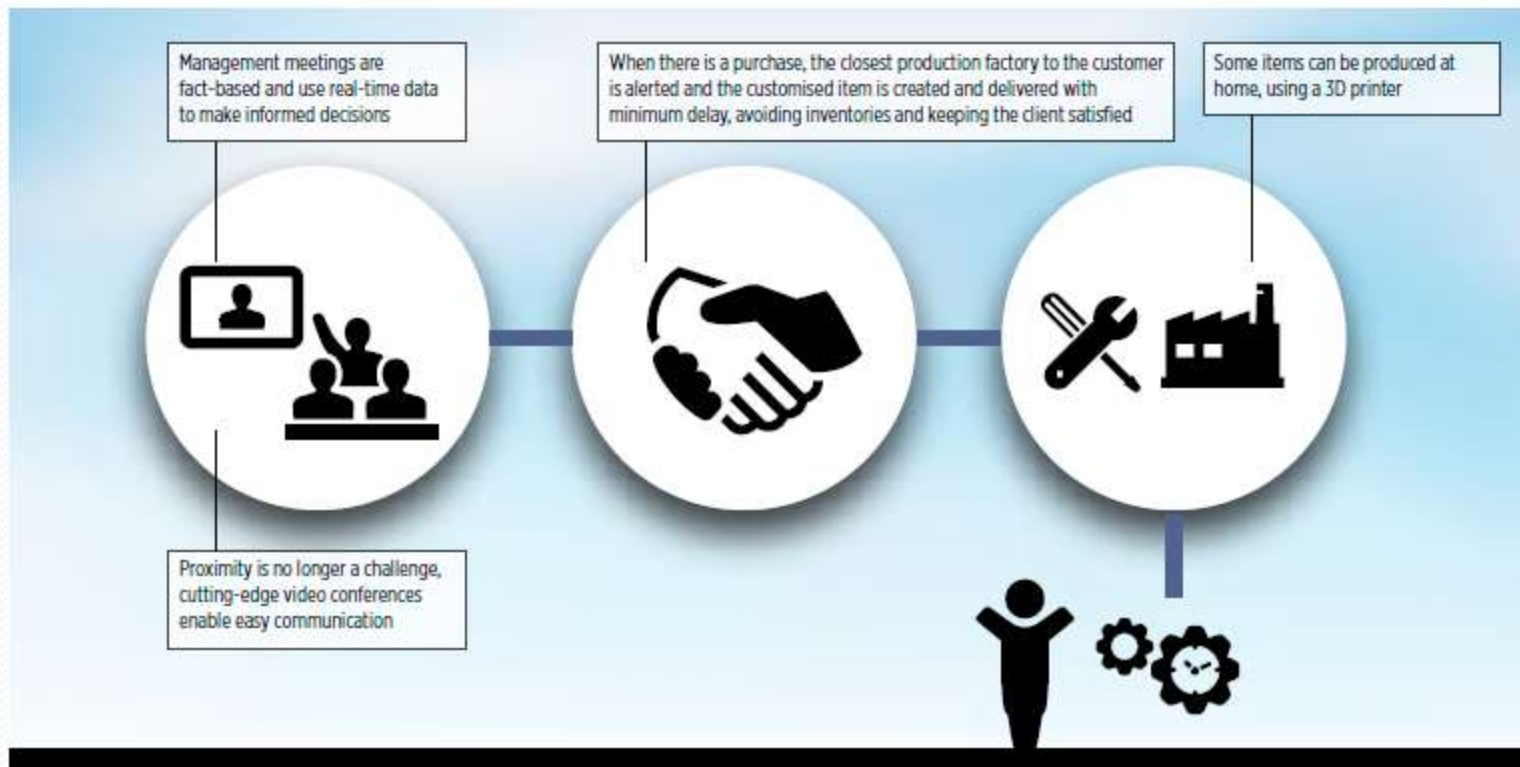 Management meetings are
fact-based and use real-time data
to make informed decisions
When there is a purchase, the closest production factory to the customer
is alerted and the customised item is created and delivered with
minimum delay, avoiding inventories and keeping the client satisfied
Some items can be produced at
home, using a 3D printer
Proximity is no longer a challenge,
cutting-edge video conferences
enable easy communication